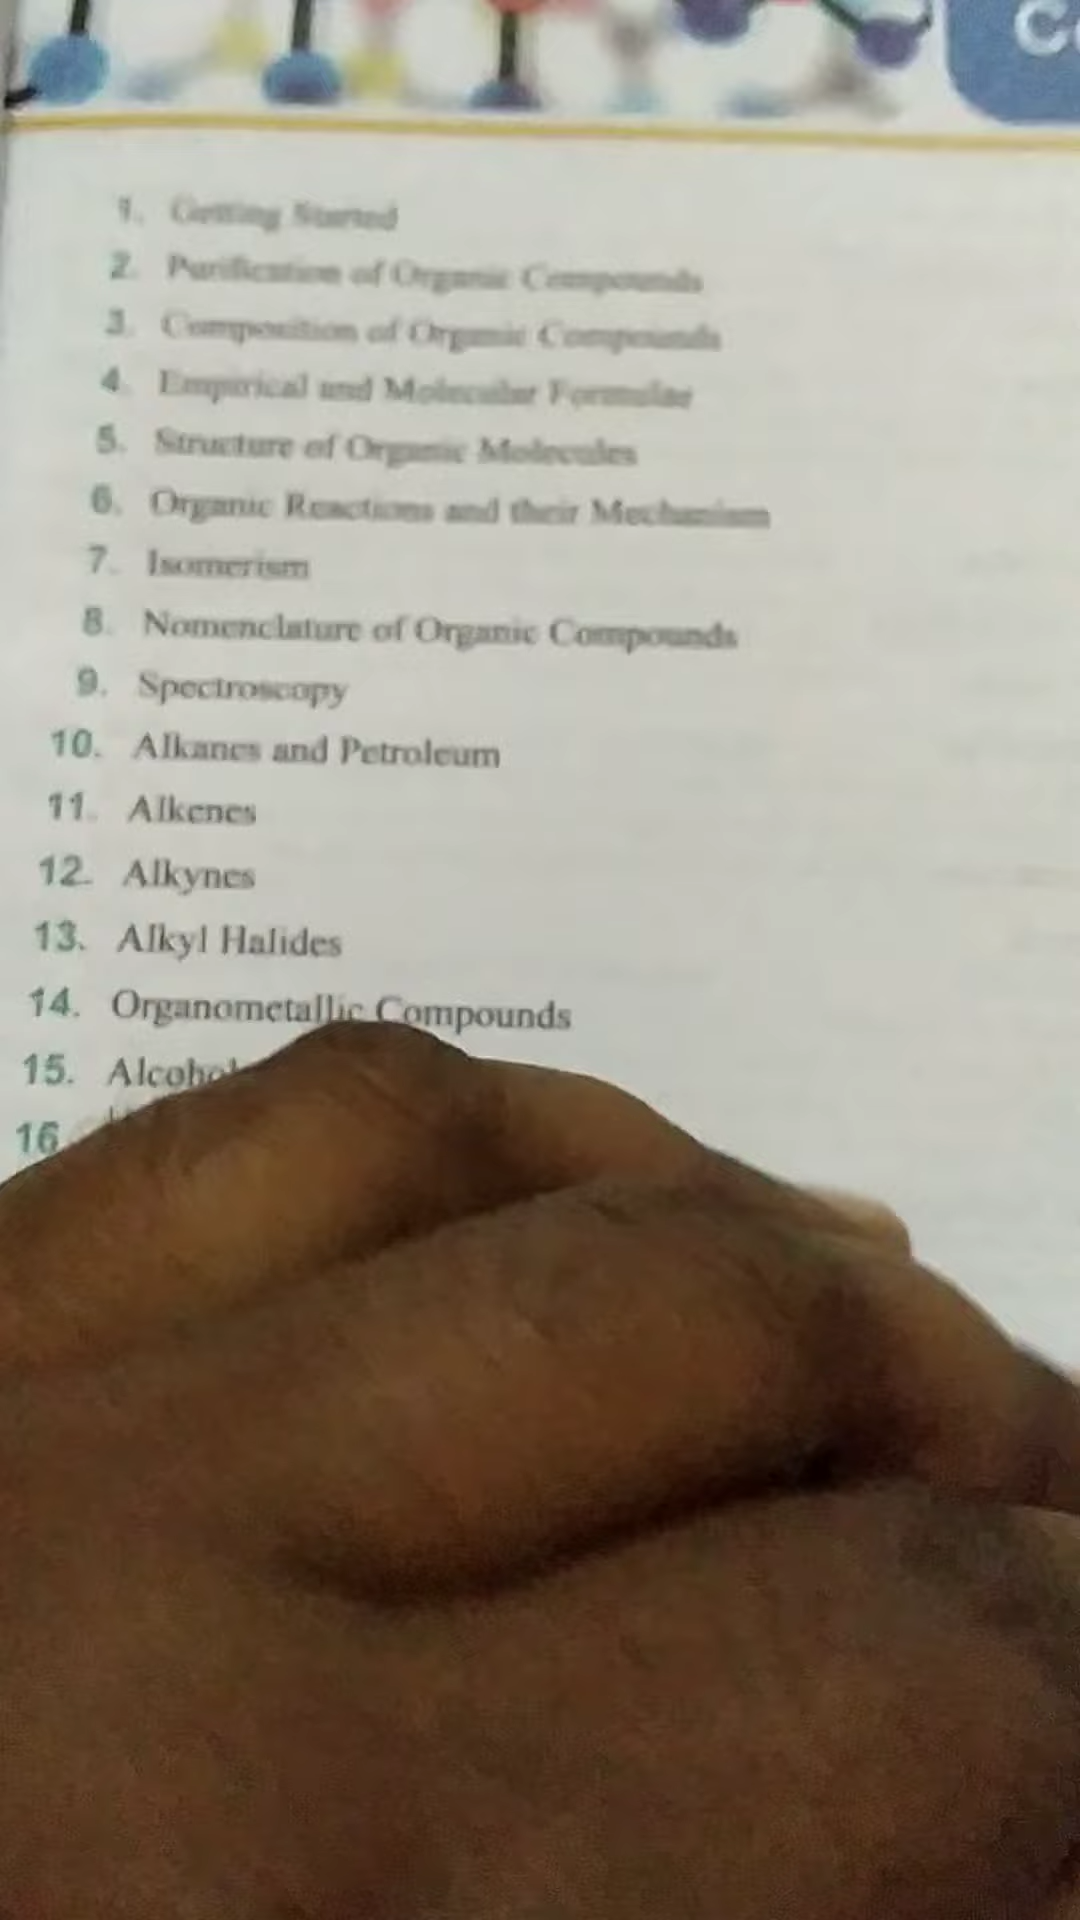 1. Getting Started
2. Purification of Organic Compounds
3. Composition of Organic Compounds
4. Empirical and Molecular Formulae
5. Structure of Organic Molecules
6. Organic Reactions and their Mechanism
7. Isomerism
8. Nomenclature of Organic Compounds
9. Spectroscopy
10. Alkanes and Petroleum
11. Alkenes
12. Alkynes
13. Alkyl Halides
14. Organometallic Compounds
15.
16.